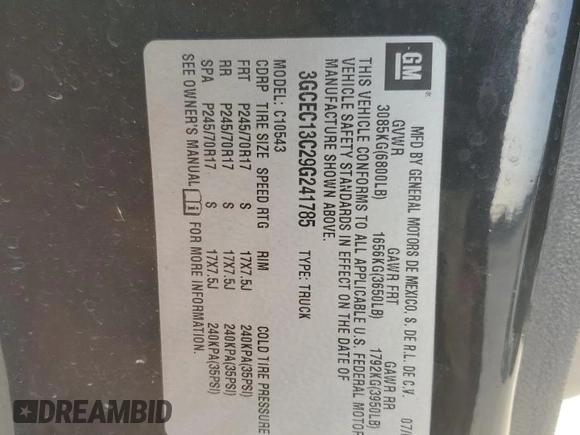 GM ®
MFD BY GENERAL MOTORS DE MEXICO, S. DE R.L. DE C.V.
07/
GVWR GAWR FRT GAWR RR
3085KG(6800LB) 1656KG(3650LB) 1792KG(3950LB)
THIS VEHICLE CONFORMS TO ALL APPLICABLE U.S. FEDERAL MOTOR
VEHICLE SAFETY STANDARDS IN EFFECT ON THE DATE OF
MANUFACTURE SHOWN ABOVE.
3GCEC13C29G241785 TYPE: TRUCK
MODEL: C10543
CDRP TIRE SIZE SPEED RTG RIM COLD TIRE PRESSURE
FRT P245/70R17 S 17X7.5J 240KPA(35PSI)
RR P245/70R17 S 17X7.5J 240KPA(35PSI)
SPA P245/70R17 S 17X7.5J 240KPA(35PSI)
SEE OWNER'S MANUAL i FOR MORE INFORMATION.
DREAMBID